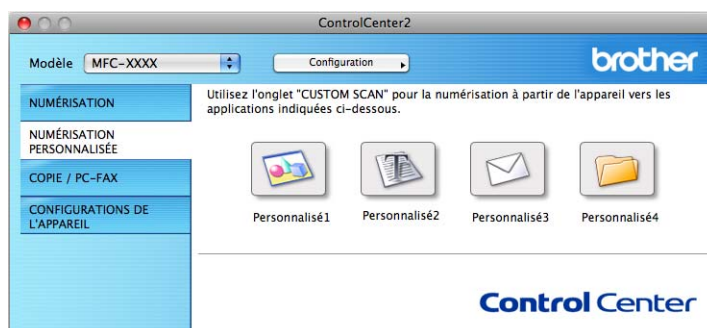 ControlCenter2
Modèle
MFC-XXXX
Configuration
brother
NUMÉRISATION
NUMÉRISATION
PERSONNALISÉE
COPIE / PC-FAX
CONFIGURATIONS DE
L'APPAREIL
Utilisez l'onglet "CUSTOM SCAN" pour la numérisation à partir de l'appareil vers les
applications indiquées ci-dessous.
Personnalisé1
Personnalisé2
Personnalisé3
Personnalisé4
Control Center